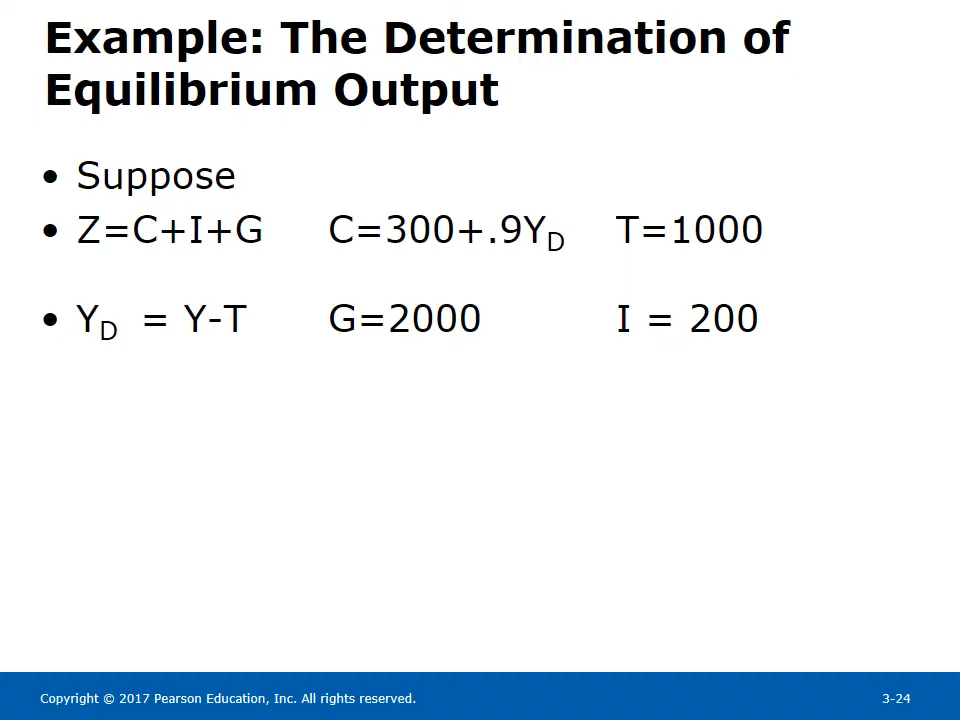 Example: The Determination of
Equilibrium Output
• Suppose
• Z=C+I+G C=300+.9Y_D T=1000
• Y_D = Y-T G=2000 I = 200
Copyright © 2017 Pearson Education, Inc. All rights reserved. 3-24